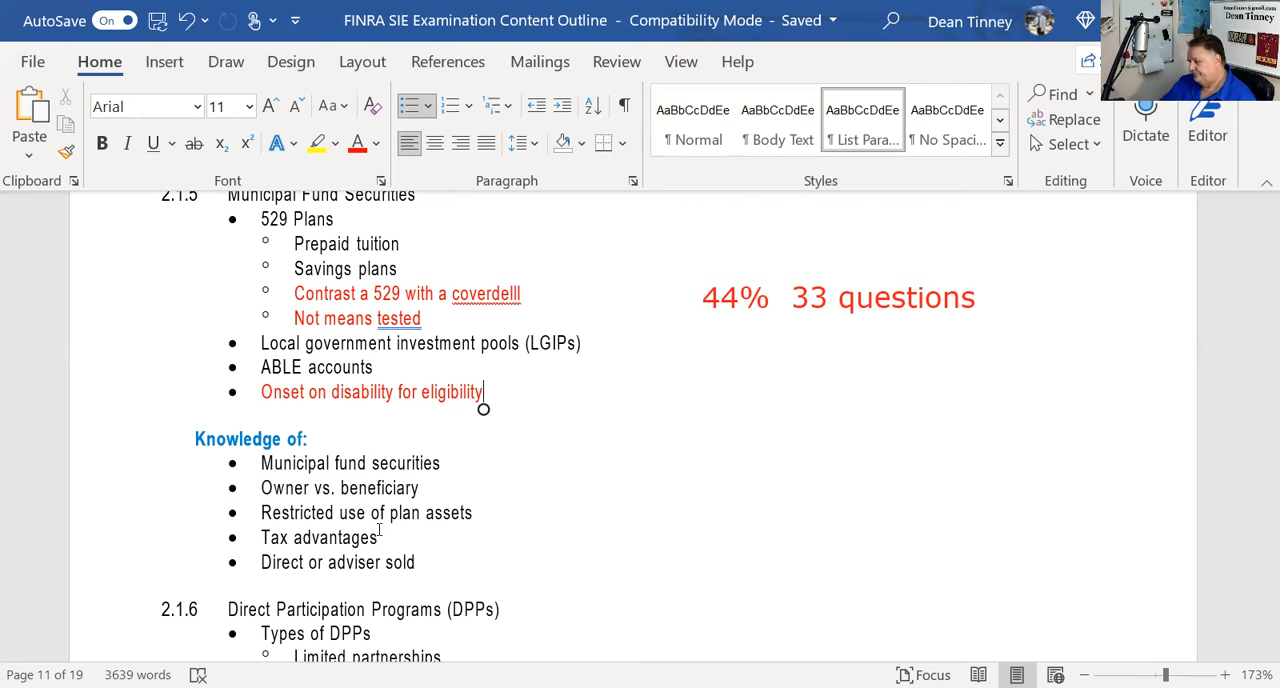 AutoSave On FINRA SIE Examination Content Outline - Compatibility Mode - Saved Dean Tinney
Dean Tinney
File Home Insert Draw Design Layout References Mailings Review View Help
Paste
Arial 11 Aa
Clipboard Font Paragraph Styles Editing Voice Editor
AaBbCcDdEe AaBbCcDdEe AaBbCcDdEe AaBbCcDdEe
¶ Normal ¶ Body Text ¶ List Para... ¶ No Spaci...
Find
Replace
Select
Dictate
Editor
2.1.5 Municipal Fund Securities
• 529 Plans
○ Prepaid tuition
○ Savings plans
○ Contrast a 529 with a coverdelll
44% 33 questions
○ Not means tested
• Local government investment pools (LGIPs)
• ABLE accounts
• Onset on disability for eligibility
Knowledge of:
• Municipal fund securities
• Owner vs. beneficiary
• Restricted use of plan assets
• Tax advantages
• Direct or adviser sold
2.1.6 Direct Participation Programs (DPPs)
• Types of DPPs
○ Limited partnerships
Page 11 of 19 3639 words Focus 173%